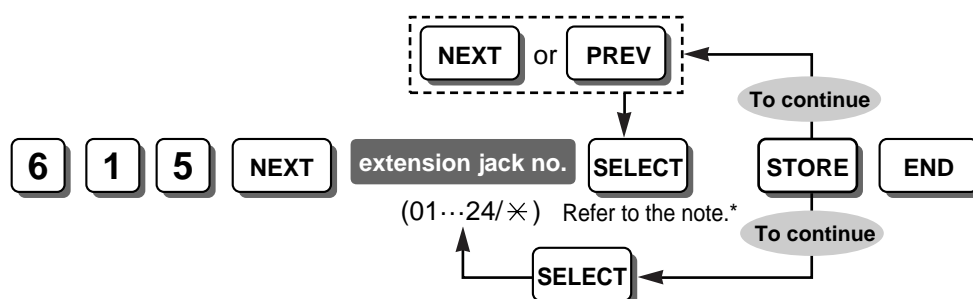 NEXT or PREV
To continue
6 1 5 NEXT extension jack no. SELECT STORE END
(01···24/✳) Refer to the note.*
To continue
SELECT